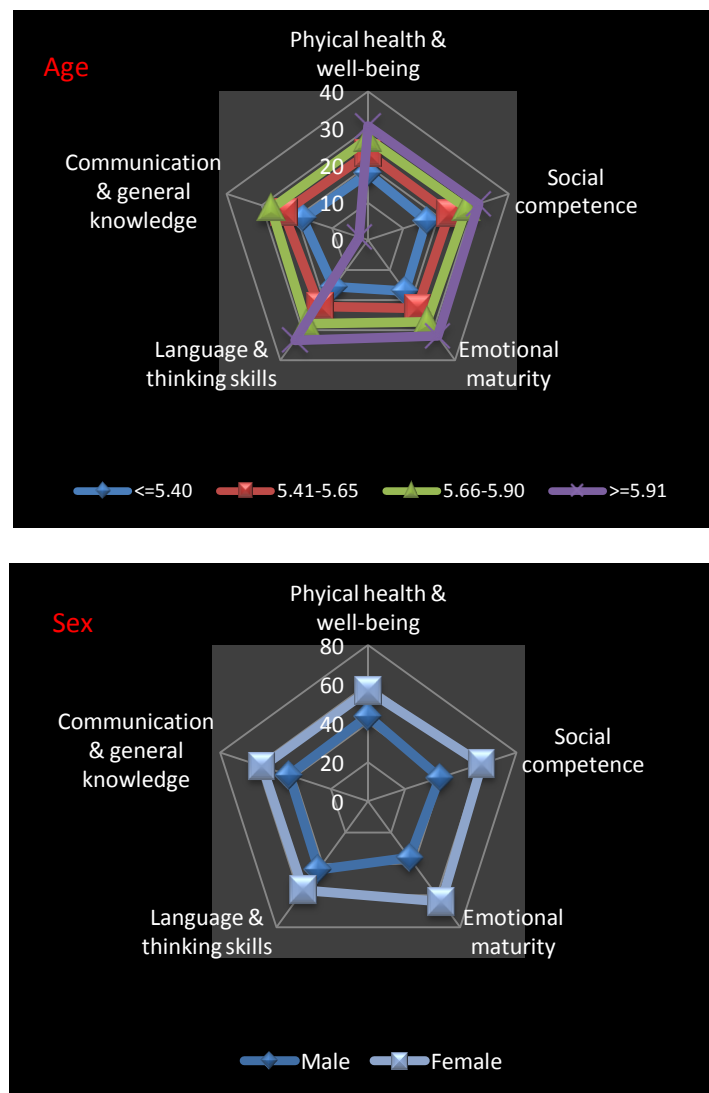 Age
Phyical health &
well-being
40
30
20
10
0
Social
competence
Emotional
maturity
Language &
thinking skills
Communication
& general
knowledge
<=5.40 5.41-5.65 5.66-5.90 >=5.91
Sex
Phyical health &
well-being
80
60
40
20
0
Social
competence
Emotional
maturity
Language &
thinking skills
Communication
& general
knowledge
Male Female